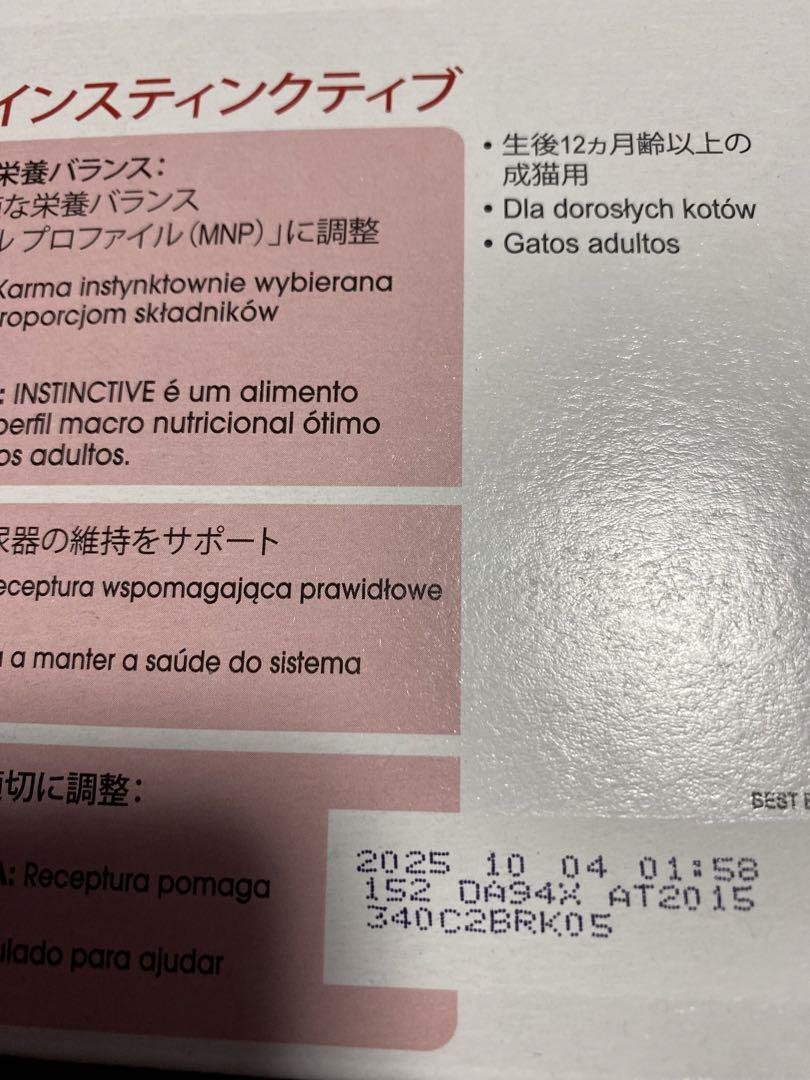 インスティンクティブ
栄養バランス:
な栄養バランス
ル プロファイル(MNP)」に調整
Karma instynktownie wybierana
roporcjom składników
: INSTINCTIVE é um alimento
perfil macro nutricional ótimo
os adultos.
尿器の維持をサポート
eceptura wspomagająca prawidłowe
a manter a saúde do sistema
適切に調整:
A: Receptura pomaga
ulado para ajudar
• 生後12ヵ月齢以上の
成猫用
• Dla dorosłych kotów
• Gatos adultos
BEST
2025 10 04 01:58
152 DA94X AT2015
340C2BRK05